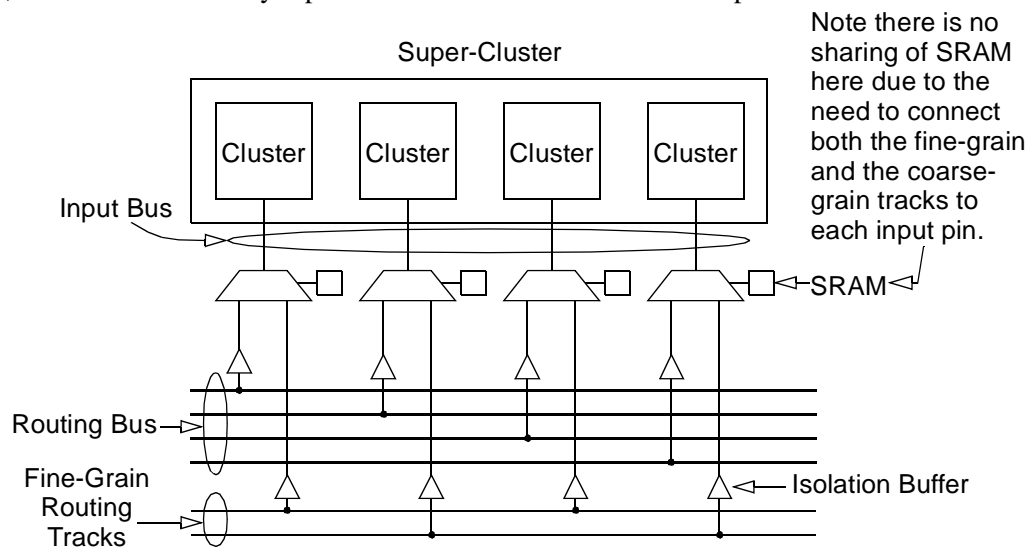 Super-Cluster
Note there is no
sharing of SRAM
here due to the
need to connect
both the fine-grain
and the coarse-
grain tracks to
each input pin.
Cluster Cluster Cluster Cluster
Input Bus
SRAM
Routing Bus
Fine-Grain
Routing
Tracks
Isolation Buffer